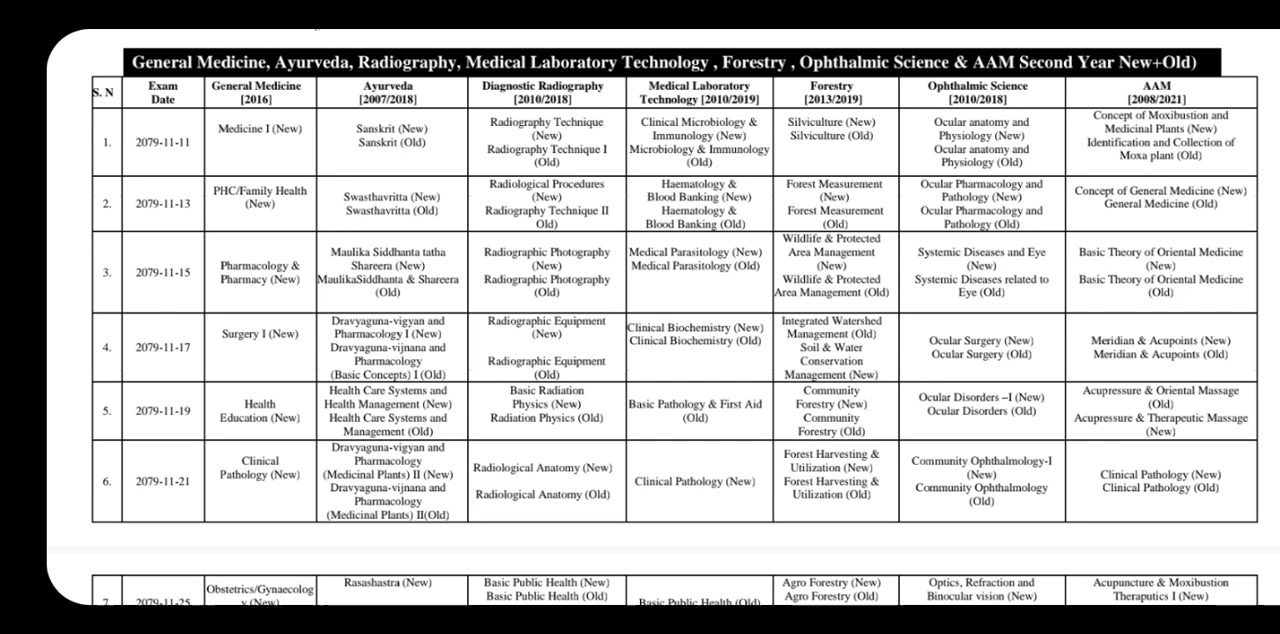 General Medicine, Ayurveda, Radiography, Medical Laboratory Technology , Forestry , Ophthalmic Science & AAM Second Year New+Old)
S. N
Exam
Date
General Medicine
[2016]
Ayurveda
[2007/2018]
Diagnostic Radiography
[2010/2018]
Medical Laboratory
Technology [2010/2019]
Forestry
[2013/2019]
Ophthalmic Science
[2010/2018]
AAM
[2008/2021]
1.
2079-11-11
Medicine I (New)
Sanskrit (New)
Sanskrit (Old)
Radiography Technique
(New)
Radiography Technique I
(Old)
Clinical Microbiology &
Immunology (New)
Microbiology & Immunology
(Old)
Silviculture (New)
Silviculture (Old)
Ocular anatomy and
Physiology (New)
Ocular anatomy and
Physiology (Old)
Concept of Moxibustion and
Medicinal Plants (New)
Identification and Collection of
Moxa plant (Old)
2.
2079-11-13
PHC/Family Health
(New)
Swasthavritta (New)
Swasthavritta (Old)
Radiological Procedures
(New)
Radiography Technique II
Old)
Haematology &
Blood Banking (New)
Haematology &
Blood Banking (Old)
Forest Measurement
(New)
Forest Measurement
(Old)
Ocular Pharmacology and
Pathology (New)
Ocular Pharmacology and
Pathology (Old)
Concept of General Medicine (New)
General Medicine (Old)
3.
2079-11-15
Pharmacology &
Pharmacy (New)
Maulika Siddhanta tatha
Shareera (New)
MaulikaSiddhanta & Shareera
(Old)
Radiographic Photography
(New)
Radiographic Photography
(Old)
Medical Parasitology (New)
Medical Parasitology (Old)
Wildlife & Protected
Area Management
(New)
Wildlife & Protected
Area Management (Old)
Systemic Diseases and Eye
(New)
Systemic Diseases related to
Eye (Old)
Basic Theory of Oriental Medicine
(New)
Basic Theory of Oriental Medicine
(Old)
4.
2079-11-17
Surgery I (New)
Dravyaguna-vigyan and
Pharmacology I (New)
Dravyaguna-vijnana and
Pharmacology
(Basic Concepts) I (Old)
Radiographic Equipment
(New)
Radiographic Equipment
(Old)
Clinical Biochemistry (New)
Clinical Biochemistry (Old)
Integrated Watershed
Management (Old)
Soil & Water
Conservation
Management (New)
Ocular Surgery (New)
Ocular Surgery (Old)
Meridian & Acupoints (New)
Meridian & Acupoints (Old)
5.
2079-11-19
Health
Education (New)
Health Care Systems and
Health Management (New)
Health Care Systems and
Management (Old)
Basic Radiation
Physics (New)
Radiation Physics (Old)
Basic Pathology & First Aid
(Old)
Community
Forestry (New)
Community
Forestry (Old)
Ocular Disorders –I (New)
Ocular Disorders (Old)
Acupressure & Oriental Massage
(Old)
Acupressure & Therapeutic Massage
(New)
6.
2079-11-21
Clinical
Pathology (New)
Dravyaguna-vigyan and
Pharmacology
(Medicinal Plants) II (New)
Dravyaguna-vijnana and
Pharmacology
(Medicinal Plants) II(Old)
Radiological Anatomy (New)
Radiological Anatomy (Old)
Clinical Pathology (New)
Forest Harvesting &
Utilization (New)
Forest Harvesting &
Utilization (Old)
Community Ophthalmology-I
(New)
Community Ophthalmology
(Old)
Clinical Pathology (New)
Clinical Pathology (Old)
7.
2079-11-25
Obstetrics/Gynaecolog
y (New)
Rasashastra (New)
Basic Public Health (New)
Basic Public Health (Old)
Basic Public Health (Old)
Agro Forestry (New)
Agro Forestry (Old)
Optics, Refraction and
Binocular vision (New)
Acupuncture & Moxibustion
Theraputics I (New)